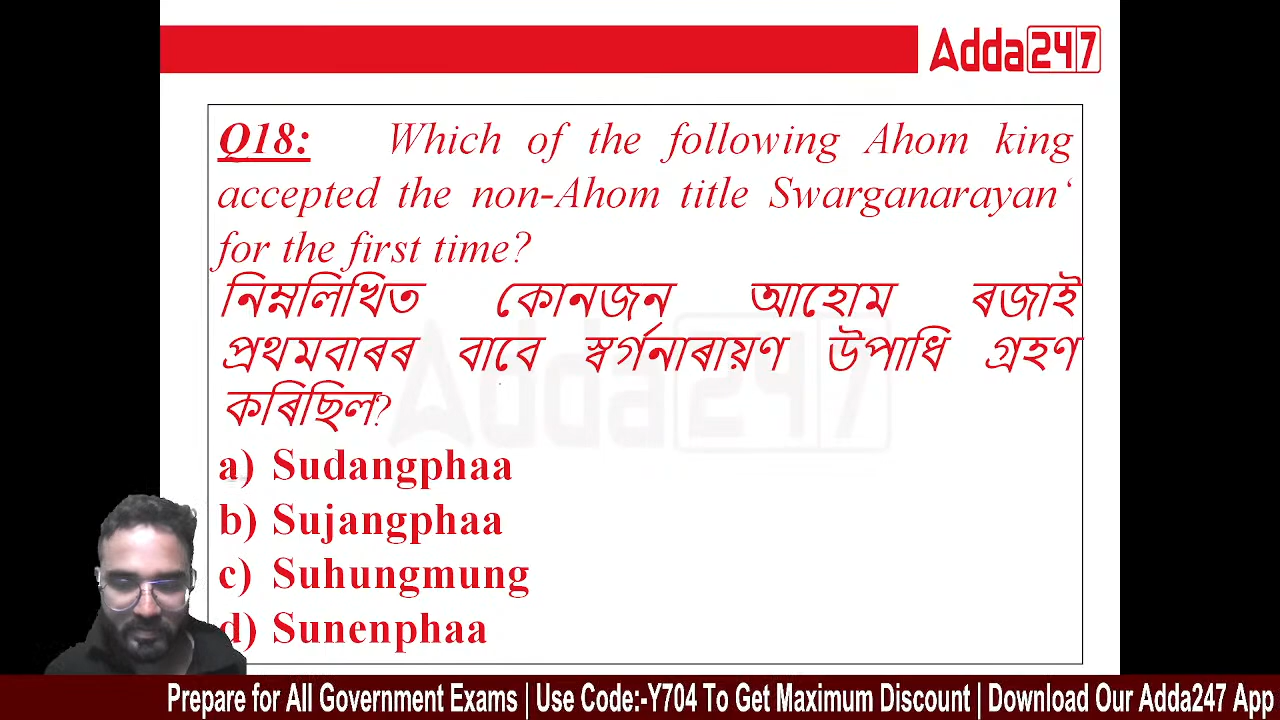 Adda247
Q18: Which of the following Ahom king
accepted the non-Ahom title Swarganarayan‘
for the first time?
নিম্নলিখিত কোনজন আহোম ৰজাই
প্ৰথমবাৰৰ বাবে স্বৰ্গনাৰায়ণ উপাধি গ্ৰহণ
কৰিছিল?
a) Sudangphaa
b) Sujangphaa
c) Suhungmung
d) Sunenphaa
Prepare for All Government Exams | Use Code:-Y704 To Get Maximum Discount | Download Our Adda247 App